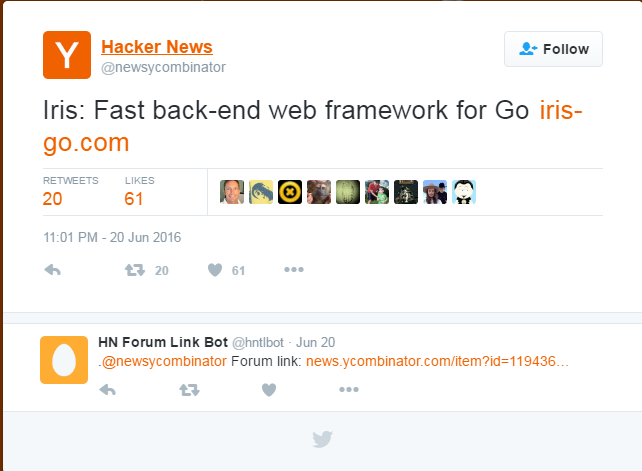 Y
Hacker News
@newsycombinator
Follow
Iris: Fast back-end web framework for Go iris-
go.com
RETWEETS LIKES
20 61
11:01 PM - 20 Jun 2016
20 61 •••
HN Forum Link Bot @hntlbot · Jun 20
.@newsycombinator Forum link: news.ycombinator.com/item?id=119436…
•••